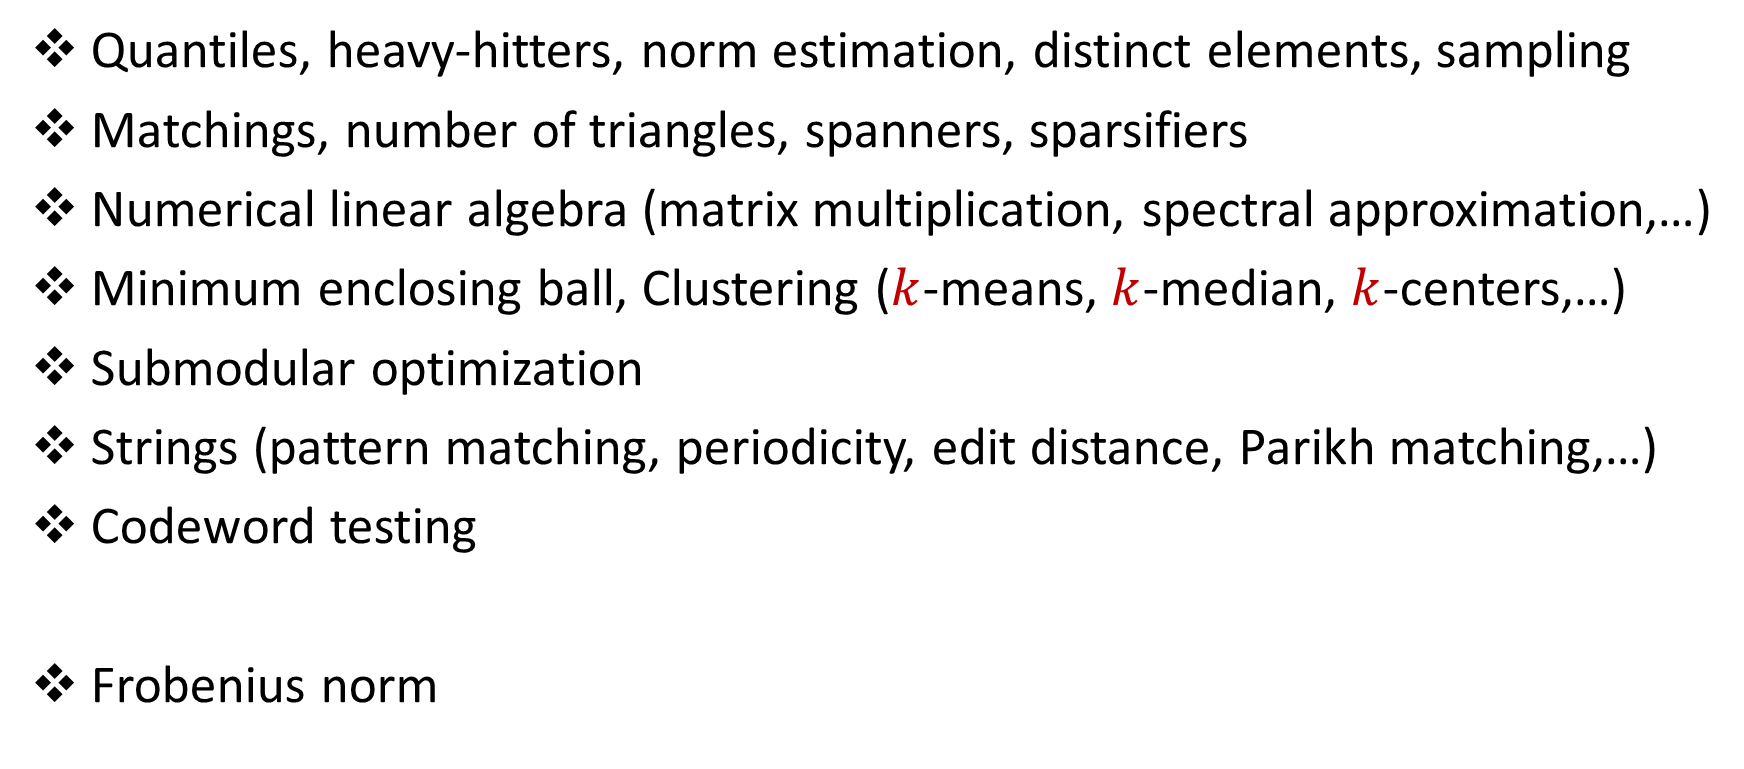 ❖ Quantiles, heavy-hitters, norm estimation, distinct elements, sampling
❖ Matchings, number of triangles, spanners, sparsifiers
❖ Numerical linear algebra (matrix multiplication, spectral approximation,…)
❖ Minimum enclosing ball, Clustering (k-means, k-median, k-centers,…)
❖ Submodular optimization
❖ Strings (pattern matching, periodicity, edit distance, Parikh matching,…)
❖ Codeword testing
❖ Frobenius norm